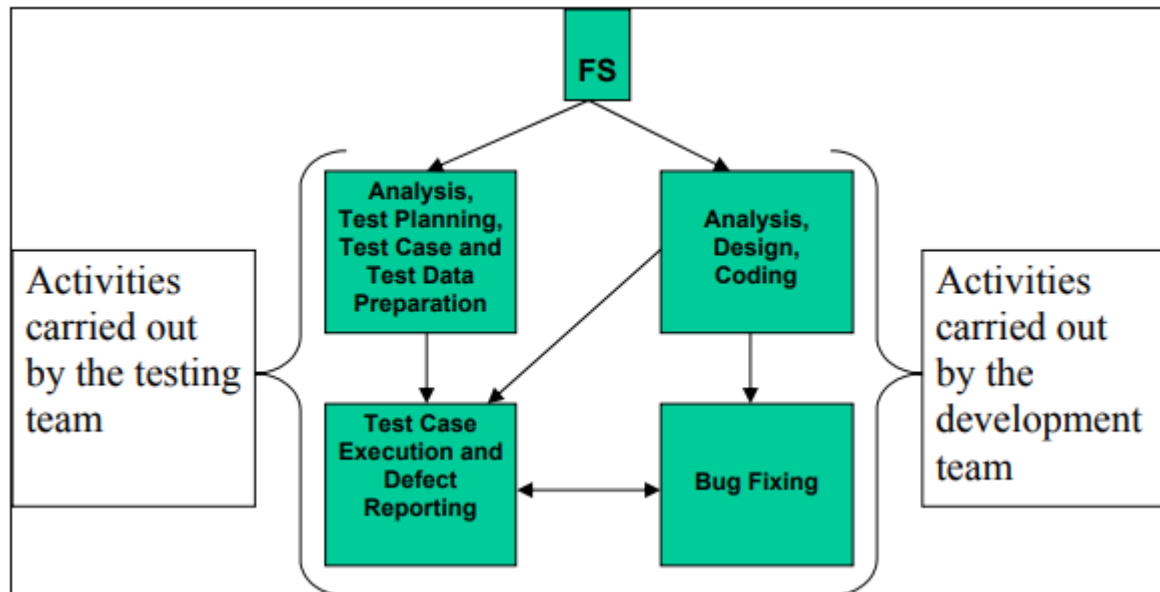 FS
Analysis,
Test Planning,
Test Case and
Test Data
Preparation
Analysis,
Design,
Coding
Activities
carried out
by the testing
team
Activities
carried out
by the
development
team
Test Case
Execution and
Defect
Reporting
Bug Fixing